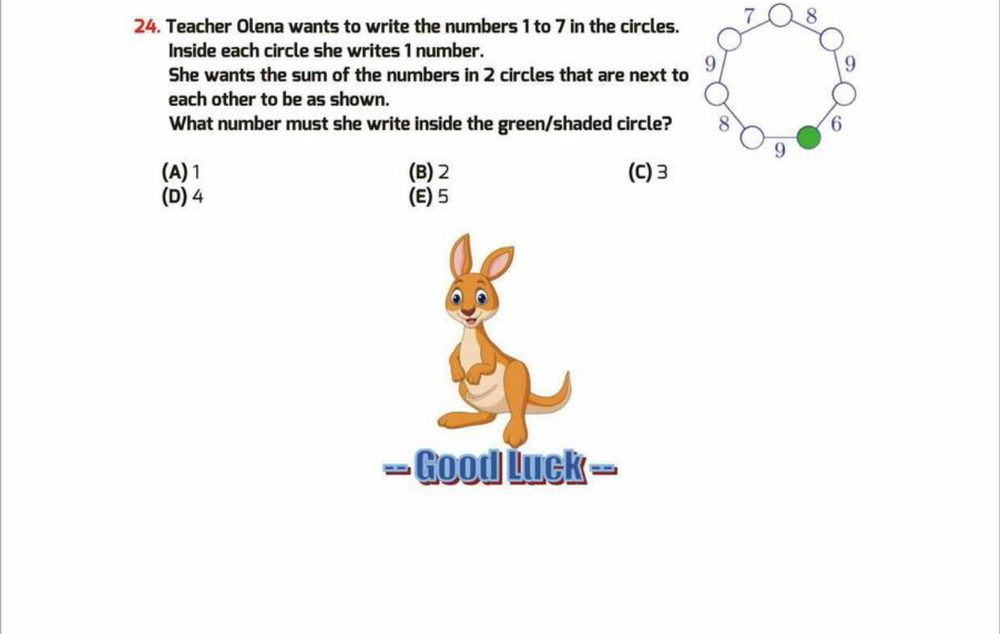 24. Teacher Olena wants to write the numbers 1 to 7 in the circles.
Inside each circle she writes 1 number.
She wants the sum of the numbers in 2 circles that are next to
each other to be as shown.
What number must she write inside the green/shaded circle?
7 8
9 9
8 6
9
(A) 1 (B) 2 (C) 3
(D) 4 (E) 5
-- Good Luck --